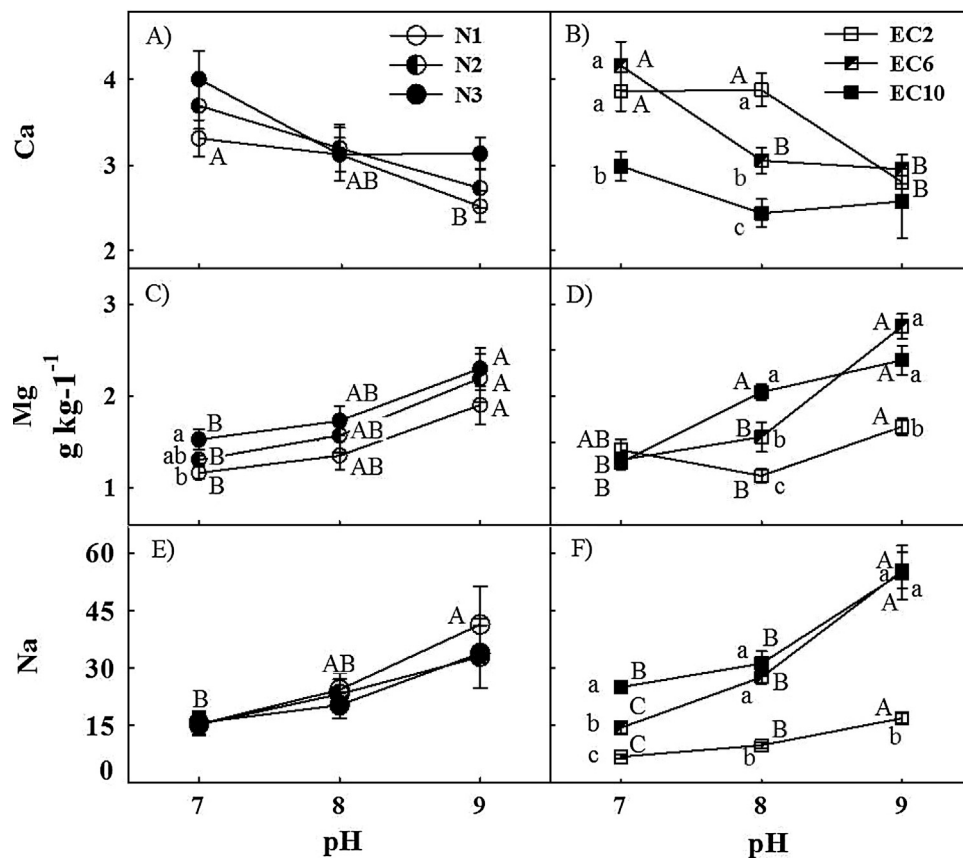 A)
N1
N2
N3
B)
EC2
EC6
EC10
Ca
4
3
2
A
AB
B
a A
a A
A
a
B
b
B
B
b
c
C)
D)
Mg
g kg-1⁻¹
3
2
1
a B
ab B
b B
AB
AB
AB
A
A
A
AB
B
B
A a
B b
B c
A a
A a
A b
E)
F)
Na
60
45
30
15
0
B
AB
A
a B
b C
c C
a B
a B
b B
A
a
a
A
A
b
7 8 9
7 8 9
pH
pH